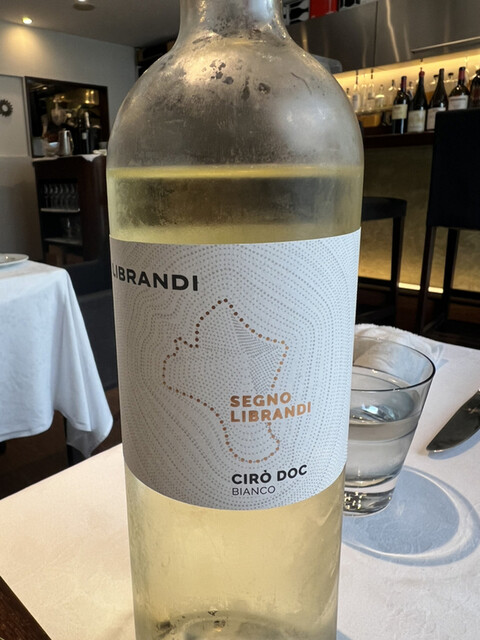 LIBRANDI
SEGNO
LIBRANDI
CIRÒ DOC
BIANCO